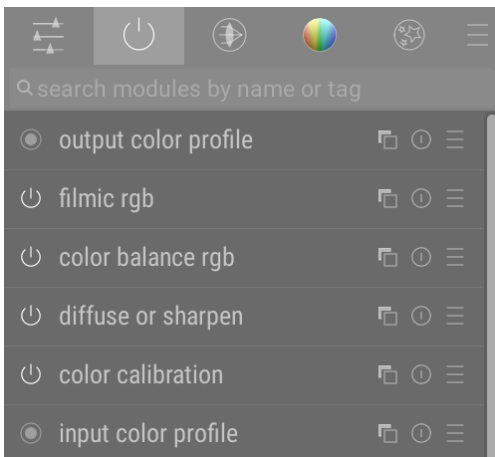 search modules by name or tag
output color profile
filmic rgb
color balance rgb
diffuse or sharpen
color calibration
input color profile